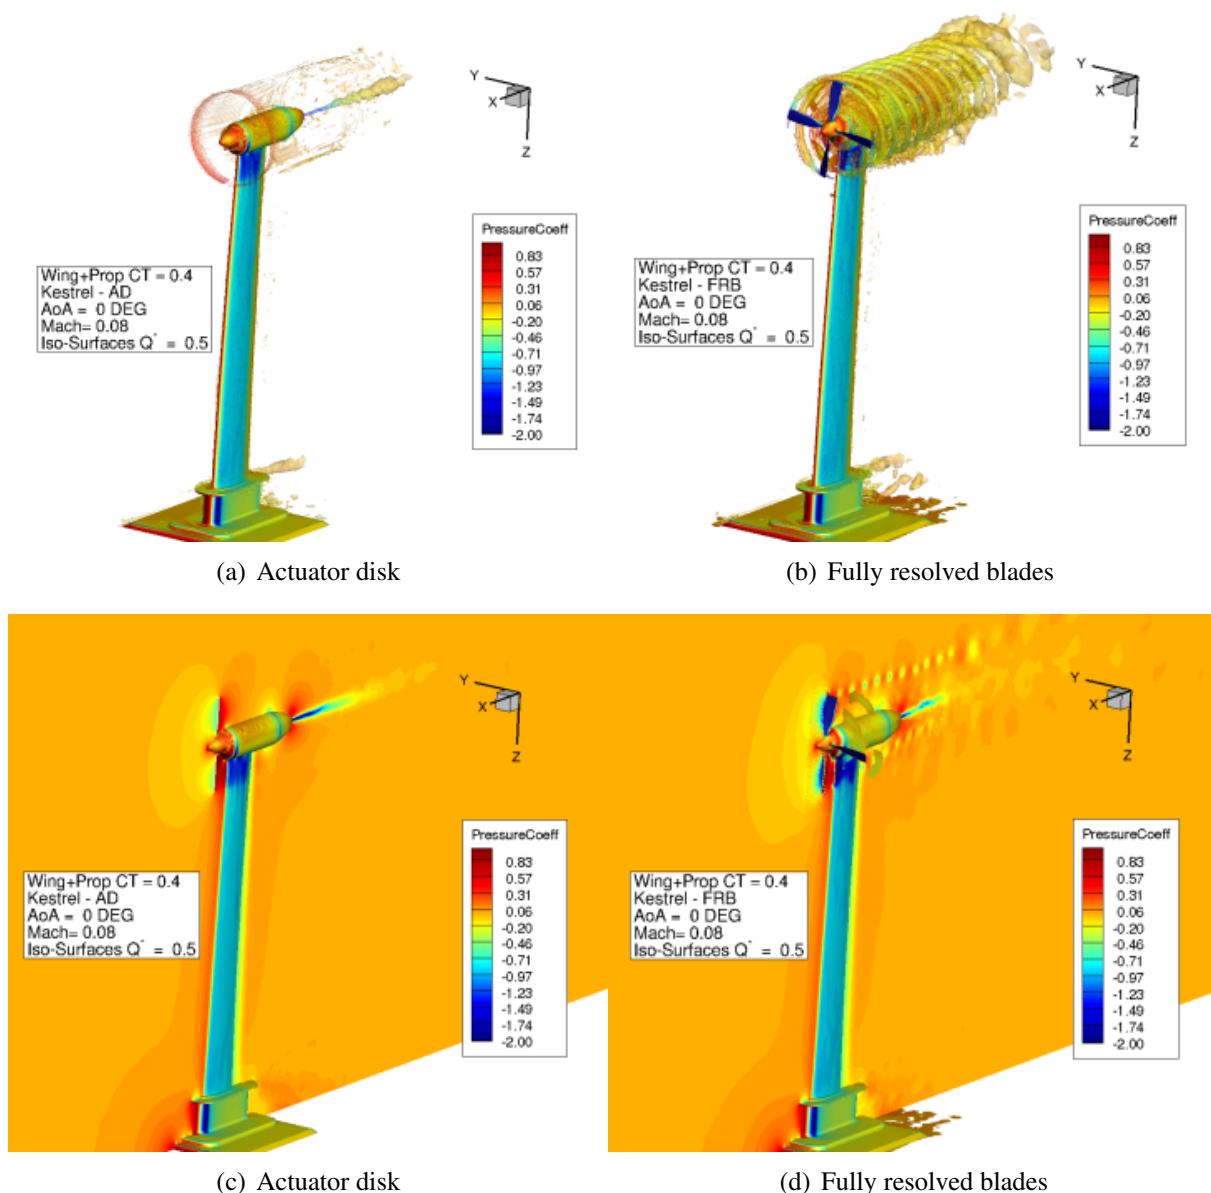 Y
X
Z
PressureCoeff
0.83
0.57
0.31
0.06
-0.20
-0.46
-0.71
-0.97
-1.23
-1.49
-1.74
-2.00
Wing+Prop CT = 0.4
Kestrel - AD
AoA = 0 DEG
Mach= 0.08
Iso-Surfaces Q* = 0.5
(a) Actuator disk
Y
X
Z
PressureCoeff
0.83
0.57
0.31
0.06
-0.20
-0.46
-0.71
-0.97
-1.23
-1.49
-1.74
-2.00
Wing+Prop CT = 0.4
Kestrel - FRB
AoA = 0 DEG
Mach= 0.08
Iso-Surfaces Q* = 0.5
(b) Fully resolved blades
Y
X
Z
PressureCoeff
0.83
0.57
0.31
0.06
-0.20
-0.46
-0.71
-0.97
-1.23
-1.49
-1.74
-2.00
Wing+Prop CT = 0.4
Kestrel - AD
AoA = 0 DEG
Mach= 0.08
Iso-Surfaces Q* = 0.5
(c) Actuator disk
Y
X
Z
PressureCoeff
0.83
0.57
0.31
0.06
-0.20
-0.46
-0.71
-0.97
-1.23
-1.49
-1.74
-2.00
Wing+Prop CT = 0.4
Kestrel - FRB
AoA = 0 DEG
Mach= 0.08
Iso-Surfaces Q* = 0.5
(d) Fully resolved blades